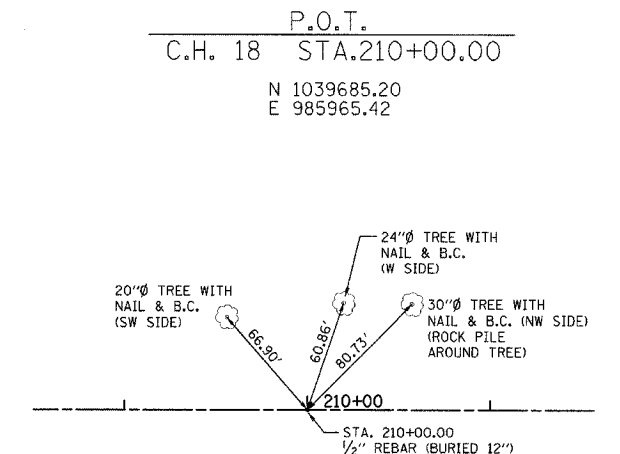 P.O.T.
C.H. 18 STA.210+00.00
N 1039685.20
E 985965.42
24"Ø TREE WITH
NAIL & B.C.
(W SIDE)
20"Ø TREE WITH
NAIL & B.C.
(SW SIDE)
30"Ø TREE WITH
NAIL & B.C. (NW SIDE)
(ROCK PILE
AROUND TREE)
66.90'
60.86'
80.73'
210+00
STA. 210+00.00
1/2" REBAR (BURIED 12")